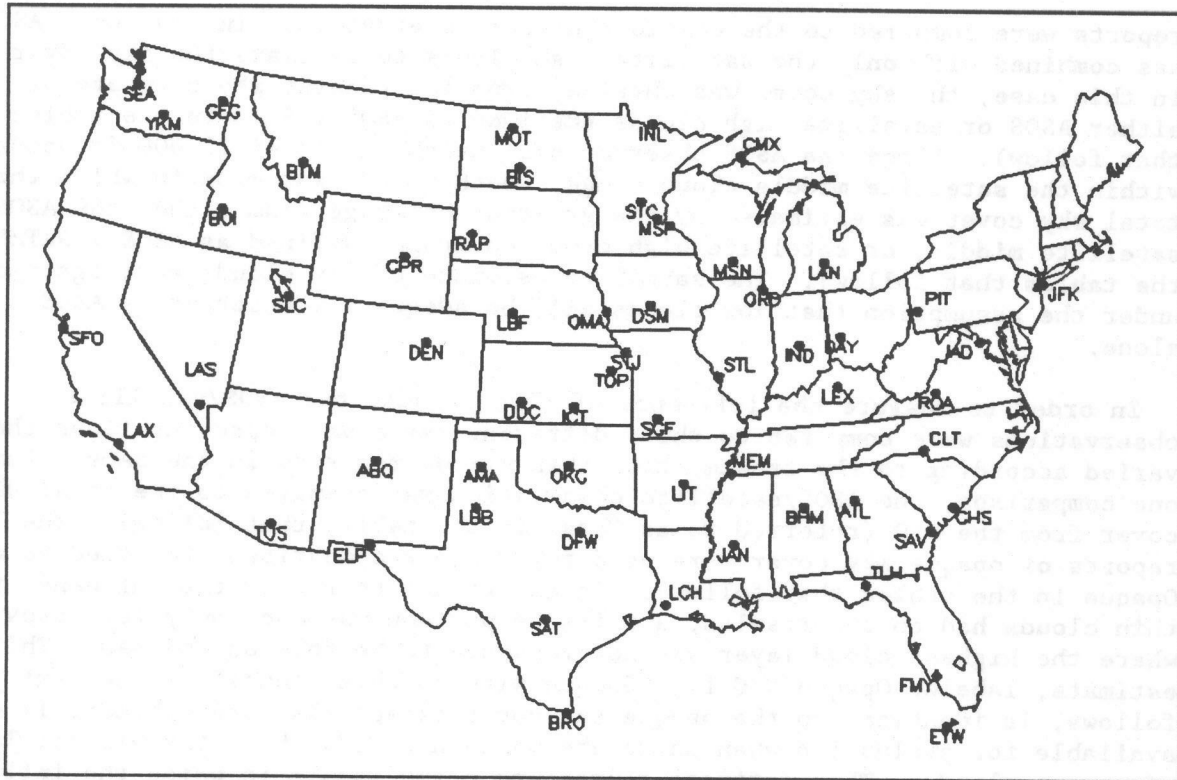 SEA
YKM
GEG
BTM
BOI
MOT
BIS
RAP
INL
CMX
STC
MSP
CPR
SLC
LBF
OMA
DSM
MSN
ORD
LAN
PIT
JFK
SFO
LAS
DEN
STJ
TOP
STL
IND
DAY
IAD
LAX
DDC
ICT
SGF
LEX
ROA
CLT
ABQ
AMA
OKC
MEM
LIT
TUS
ELP
LBB
DFW
JAN
BHM
ATL
CHS
SAV
TLH
LCH
SAT
BRO
FMY
EYW